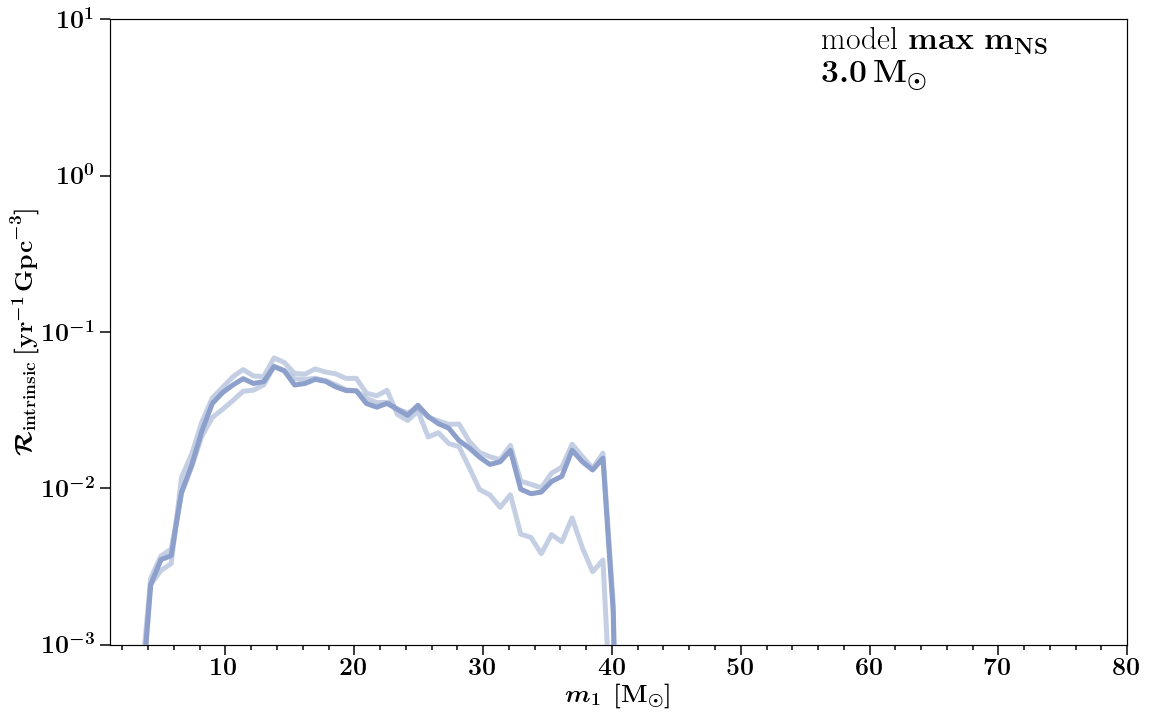 model max m_NS
3.0 M_⊙
10^1
10^0
10^−1
10^−2
10^−3
ℛ_intrinsic [yr^−1 Gpc^−3]
10 20 30 40 50 60 70 80
m_1 [M_⊙]